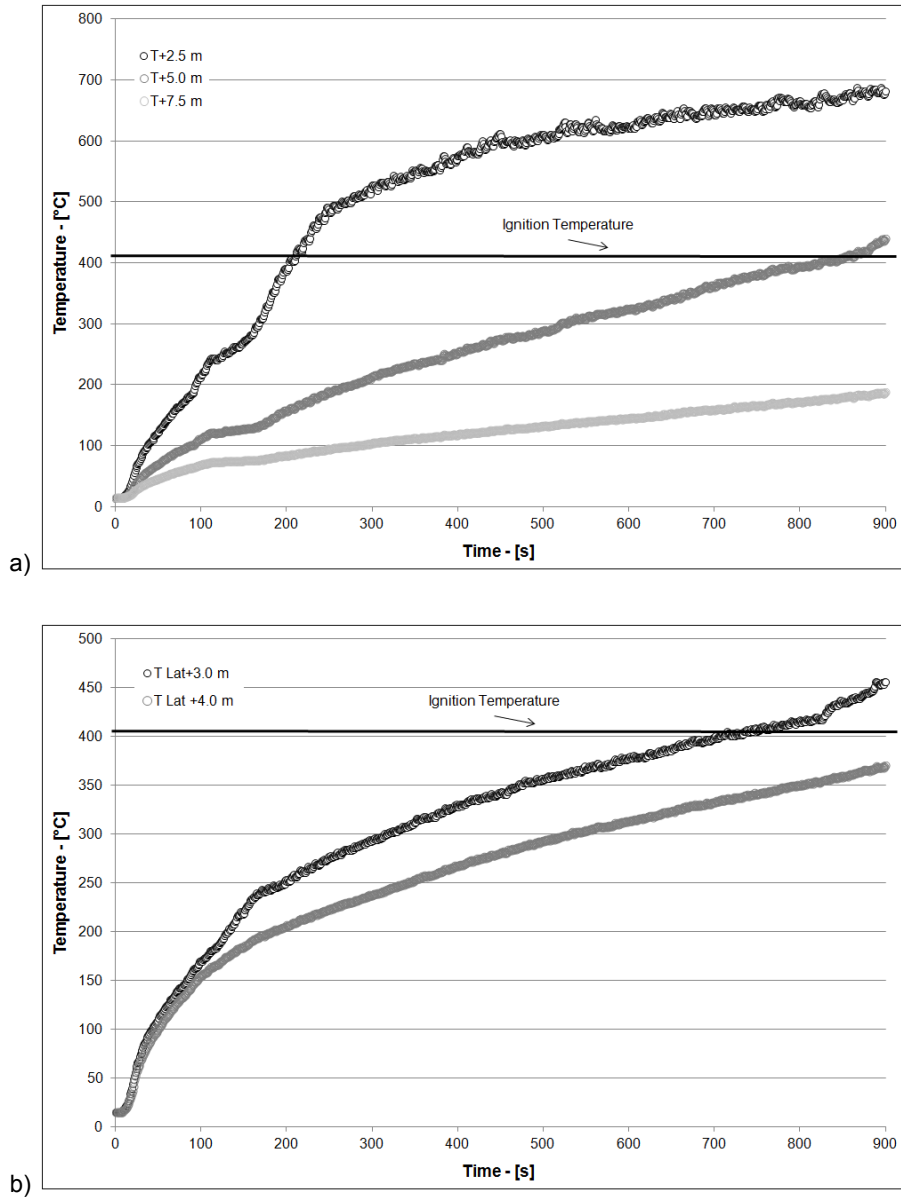 800
700
600
500
400
300
200
100
0
Temperature - [°C]
T+2.5 m
T+5.0 m
T+7.5 m
Ignition Temperature
0 100 200 300 400 500 600 700 800 900
Time - [s]
a)
500
450
400
350
300
250
200
150
100
50
0
Temperature - [°C]
T Lat+3.0 m
T Lat +4.0 m
Ignition Temperature
0 100 200 300 400 500 600 700 800 900
Time - [s]
b)